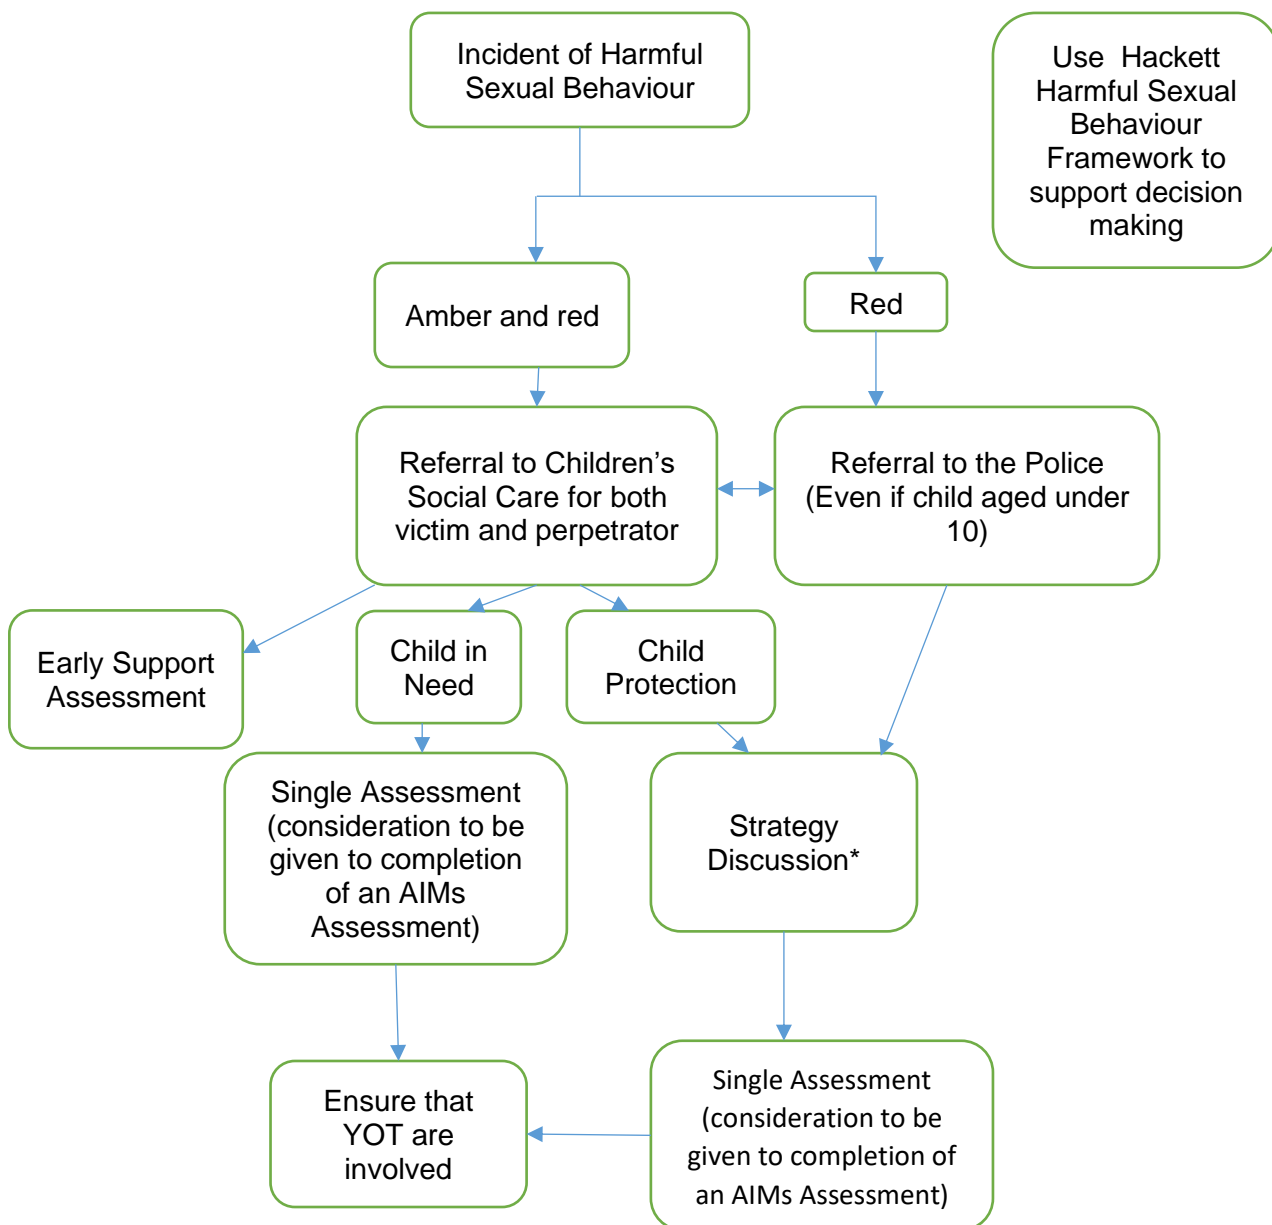 Incident of Harmful
Sexual Behaviour
Use Hackett
Harmful Sexual
Behaviour
Framework to
support decision
making
Amber and red
Red
Referral to Children’s
Social Care for both
victim and perpetrator
Referral to the Police
(Even if child aged under
10)
Early Support
Assessment
Child in
Need
Child
Protection
Single Assessment
(consideration to be
given to completion
of an AIMs
Assessment)
Strategy
Discussion*
Ensure that
YOT are
involved
Single Assessment
(consideration to be
given to completion of
an AIMs Assessment)